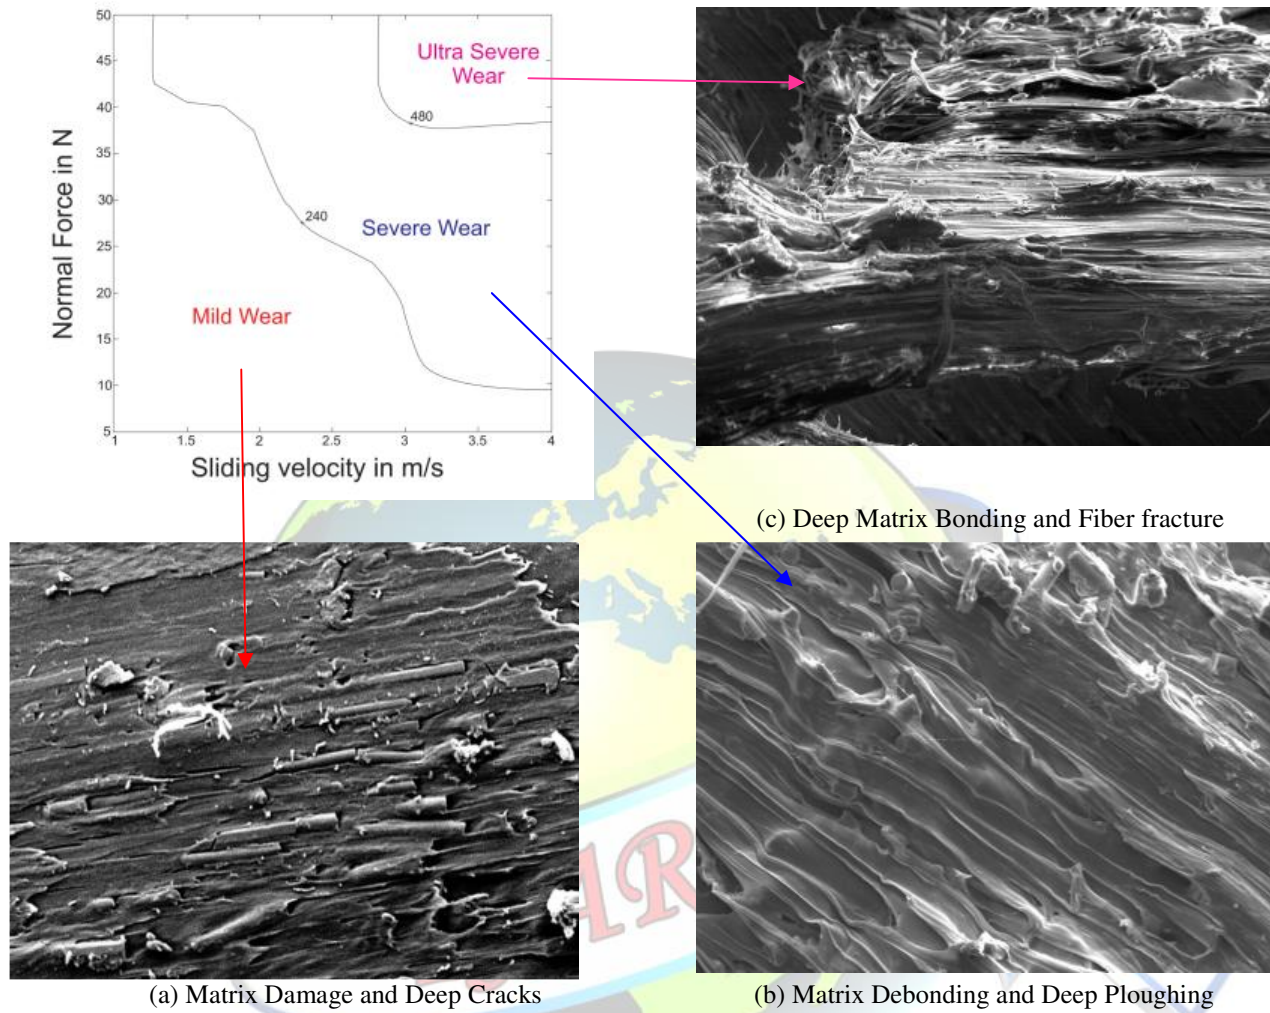 50
45
40
35
30
25
20
15
10
5
Normal Force in N
Ultra Severe
Wear
480
240
Severe Wear
Mild Wear
1
1.5
2
2.5
3
3.5
4
Sliding velocity in m/s
(c) Deep Matrix Bonding and Fiber fracture
(a) Matrix Damage and Deep Cracks
(b) Matrix Debonding and Deep Ploughing